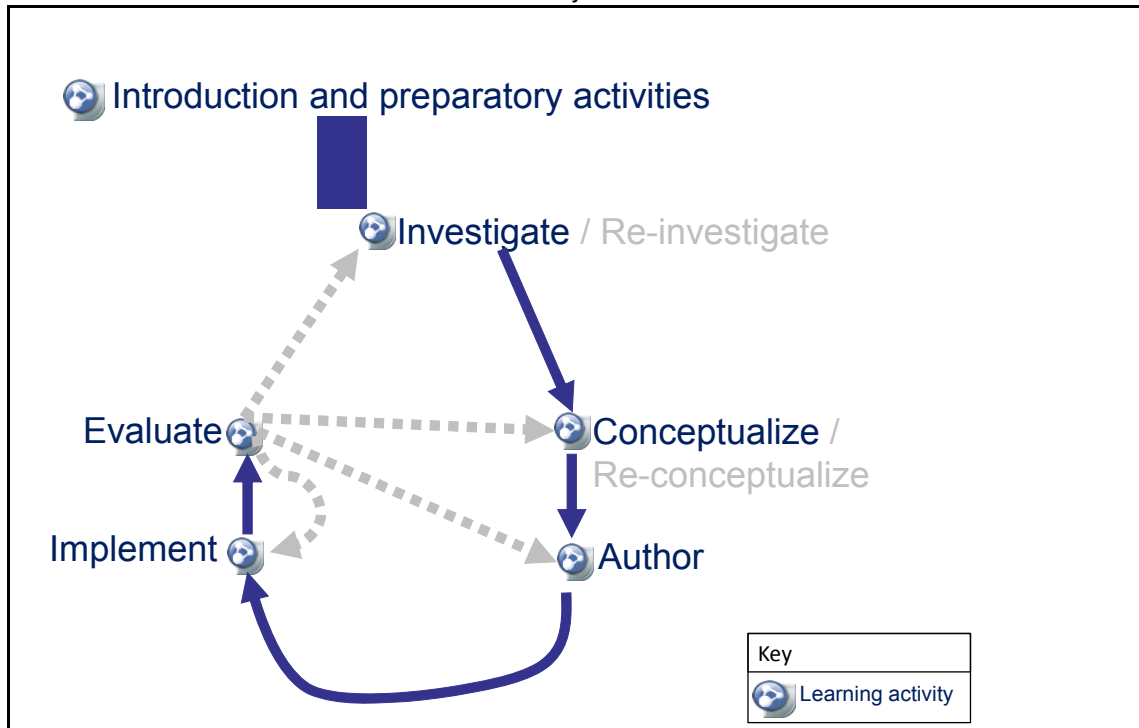 Introduction and preparatory activities
Investigate / Re-investigate
Evaluate
Conceptualize /
Re-conceptualize
Implement
Author
Key
Learning activity